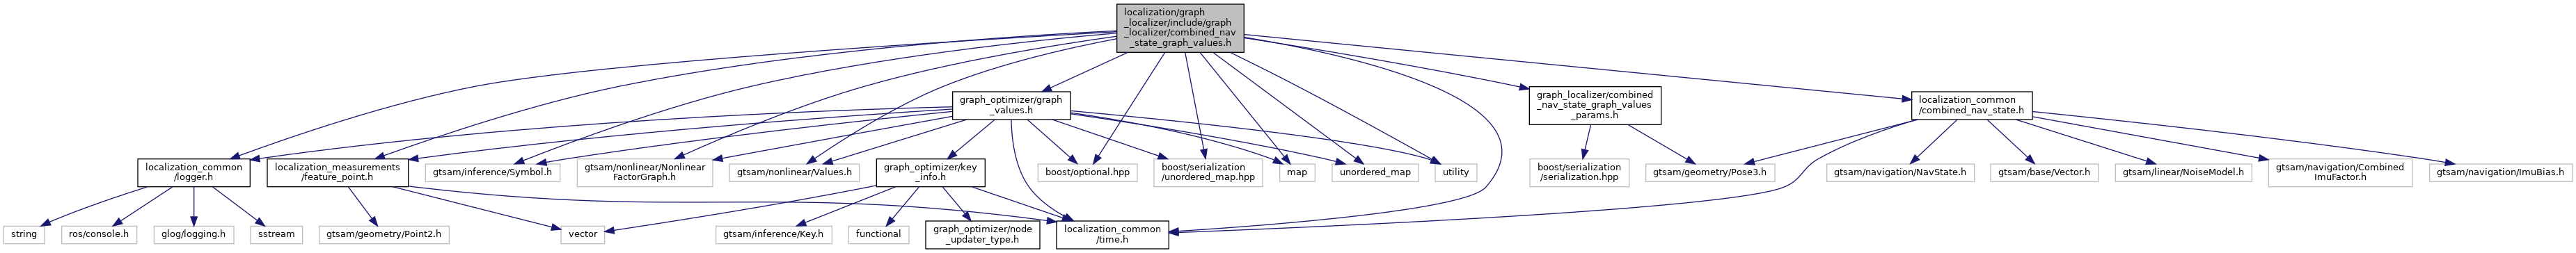 localization/graph
_localizer/include/graph
_localizer/combined_nav
_state_graph_values.h
graph_optimizer/graph
_values.h
graph_localizer/combined
_nav_state_graph_values
_params.h
localization_common
/combined_nav_state.h
localization_common
/logger.h
localization_measurements
/feature_point.h
gtsam/inference/Symbol.h
gtsam/nonlinear/Nonlinear
FactorGraph.h
gtsam/nonlinear/Values.h
graph_optimizer/key
_info.h
boost/optional.hpp
boost/serialization
/unordered_map.hpp
map
unordered_map
utility
boost/serialization
/serialization.hpp
gtsam/geometry/Pose3.h
gtsam/navigation/NavState.h
gtsam/base/Vector.h
gtsam/linear/NoiseModel.h
gtsam/navigation/Combined
ImuFactor.h
gtsam/navigation/ImuBias.h
string
ros/console.h
glog/logging.h
sstream
gtsam/geometry/Point2.h
vector
gtsam/inference/Key.h
functional
graph_optimizer/node
_updater_type.h
localization_common
/time.h